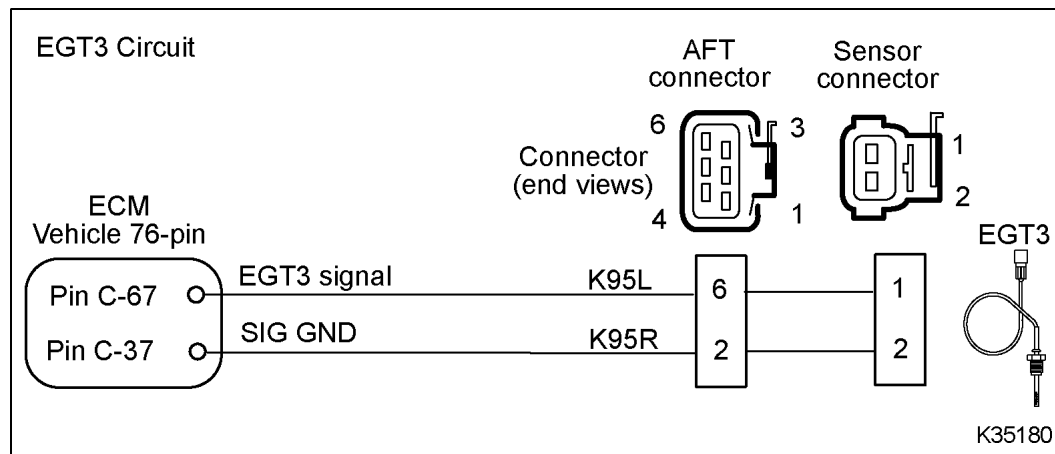 EGT3 Circuit
AFT
connector
Sensor
connector
6
3
4
1
Connector
(end views)
1
2
ECM
Vehicle 76-pin
EGT3
Pin C-67
EGT3 signal
K95L
6
1
Pin C-37
SIG GND
K95R
2
2
K35180